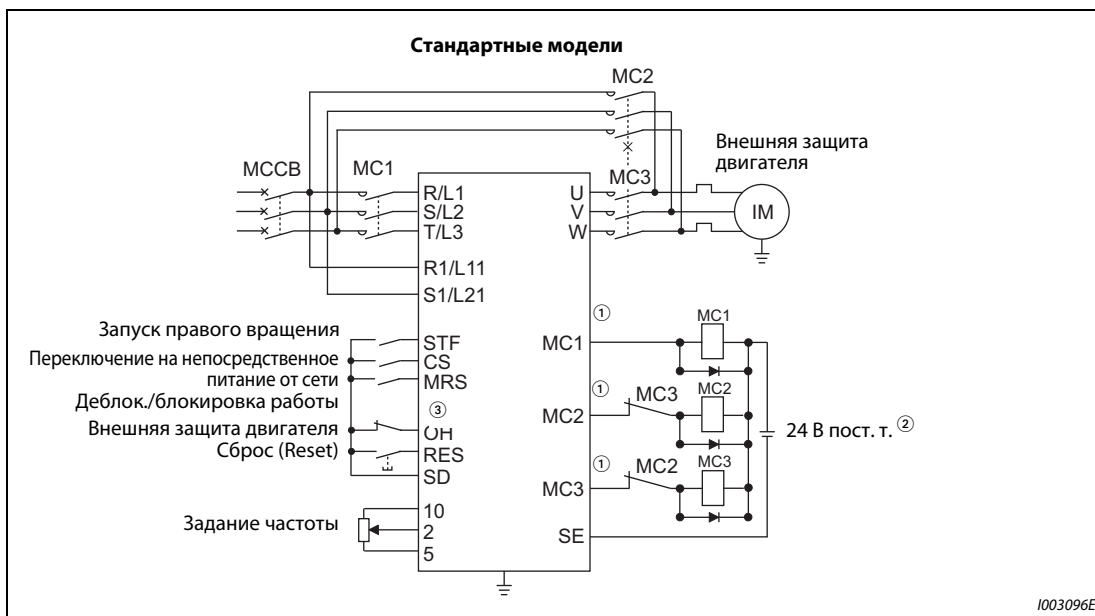 Стандартные модели
MC2
Внешняя защита
двигателя
MCCB
MC1
MC3
R/L1
S/L2
T/L3
U
V
W
IM
R1/L11
S1/L21
Запуск правого вращения
STF
Переключение на непосредственное
питание от сети
CS
MRS
Деблок./блокировка работы
③
Внешняя защита двигателя
OH
Сброс (Reset)
RES
SD
Задание частоты
10
2
5
①
MC1
MC1
①
MC2
MC3
MC2
24 В пост. т. ②
①
MC3
MC2
MC3
SE
I003096E